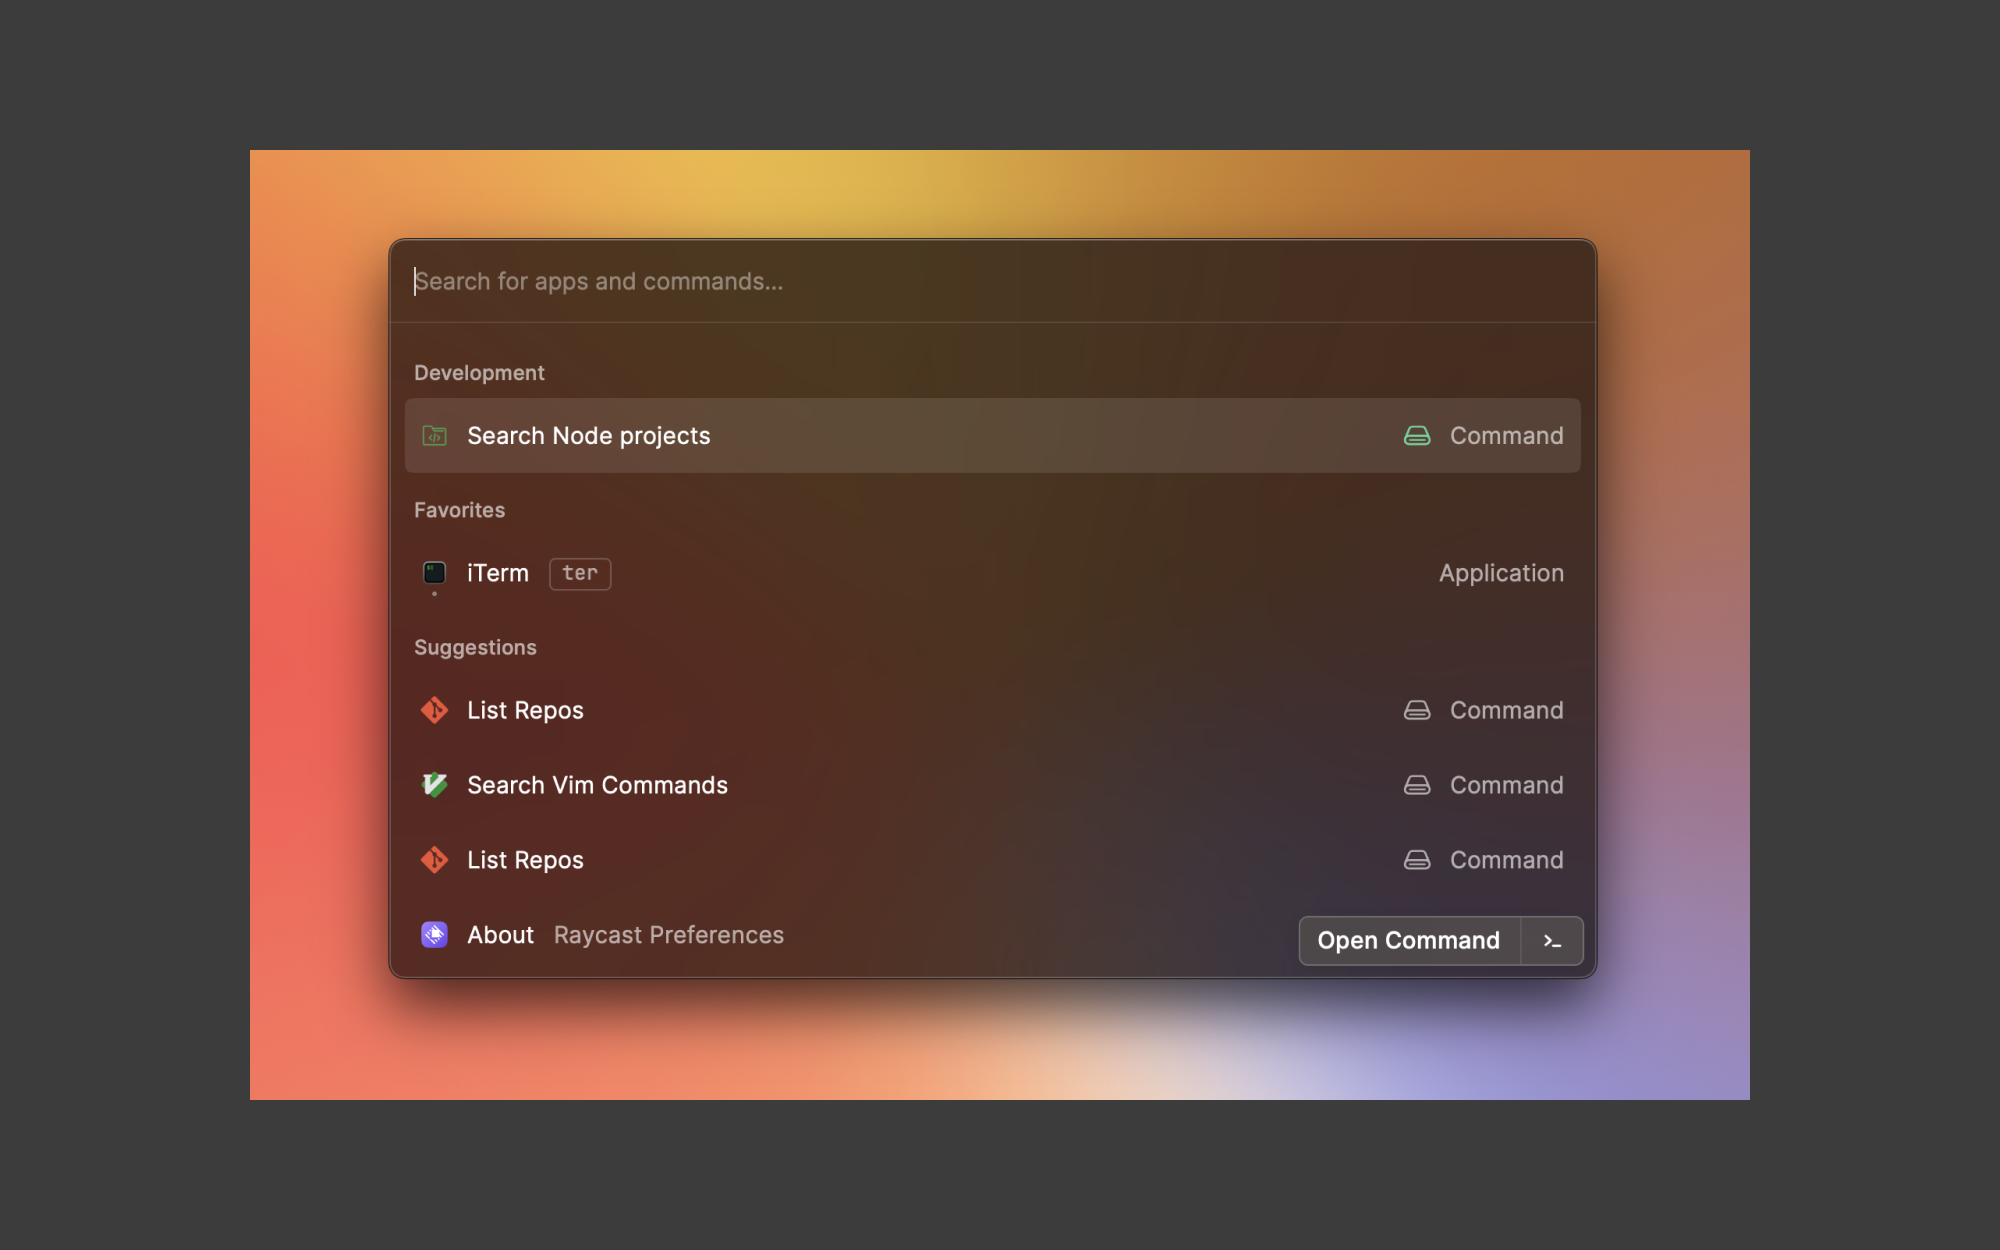 Search for apps and commands...
Development
Search Node projects Command
Favorites
iTerm ter Application
Suggestions
List Repos Command
Search Vim Commands Command
List Repos Command
About Raycast Preferences
Open Command >_